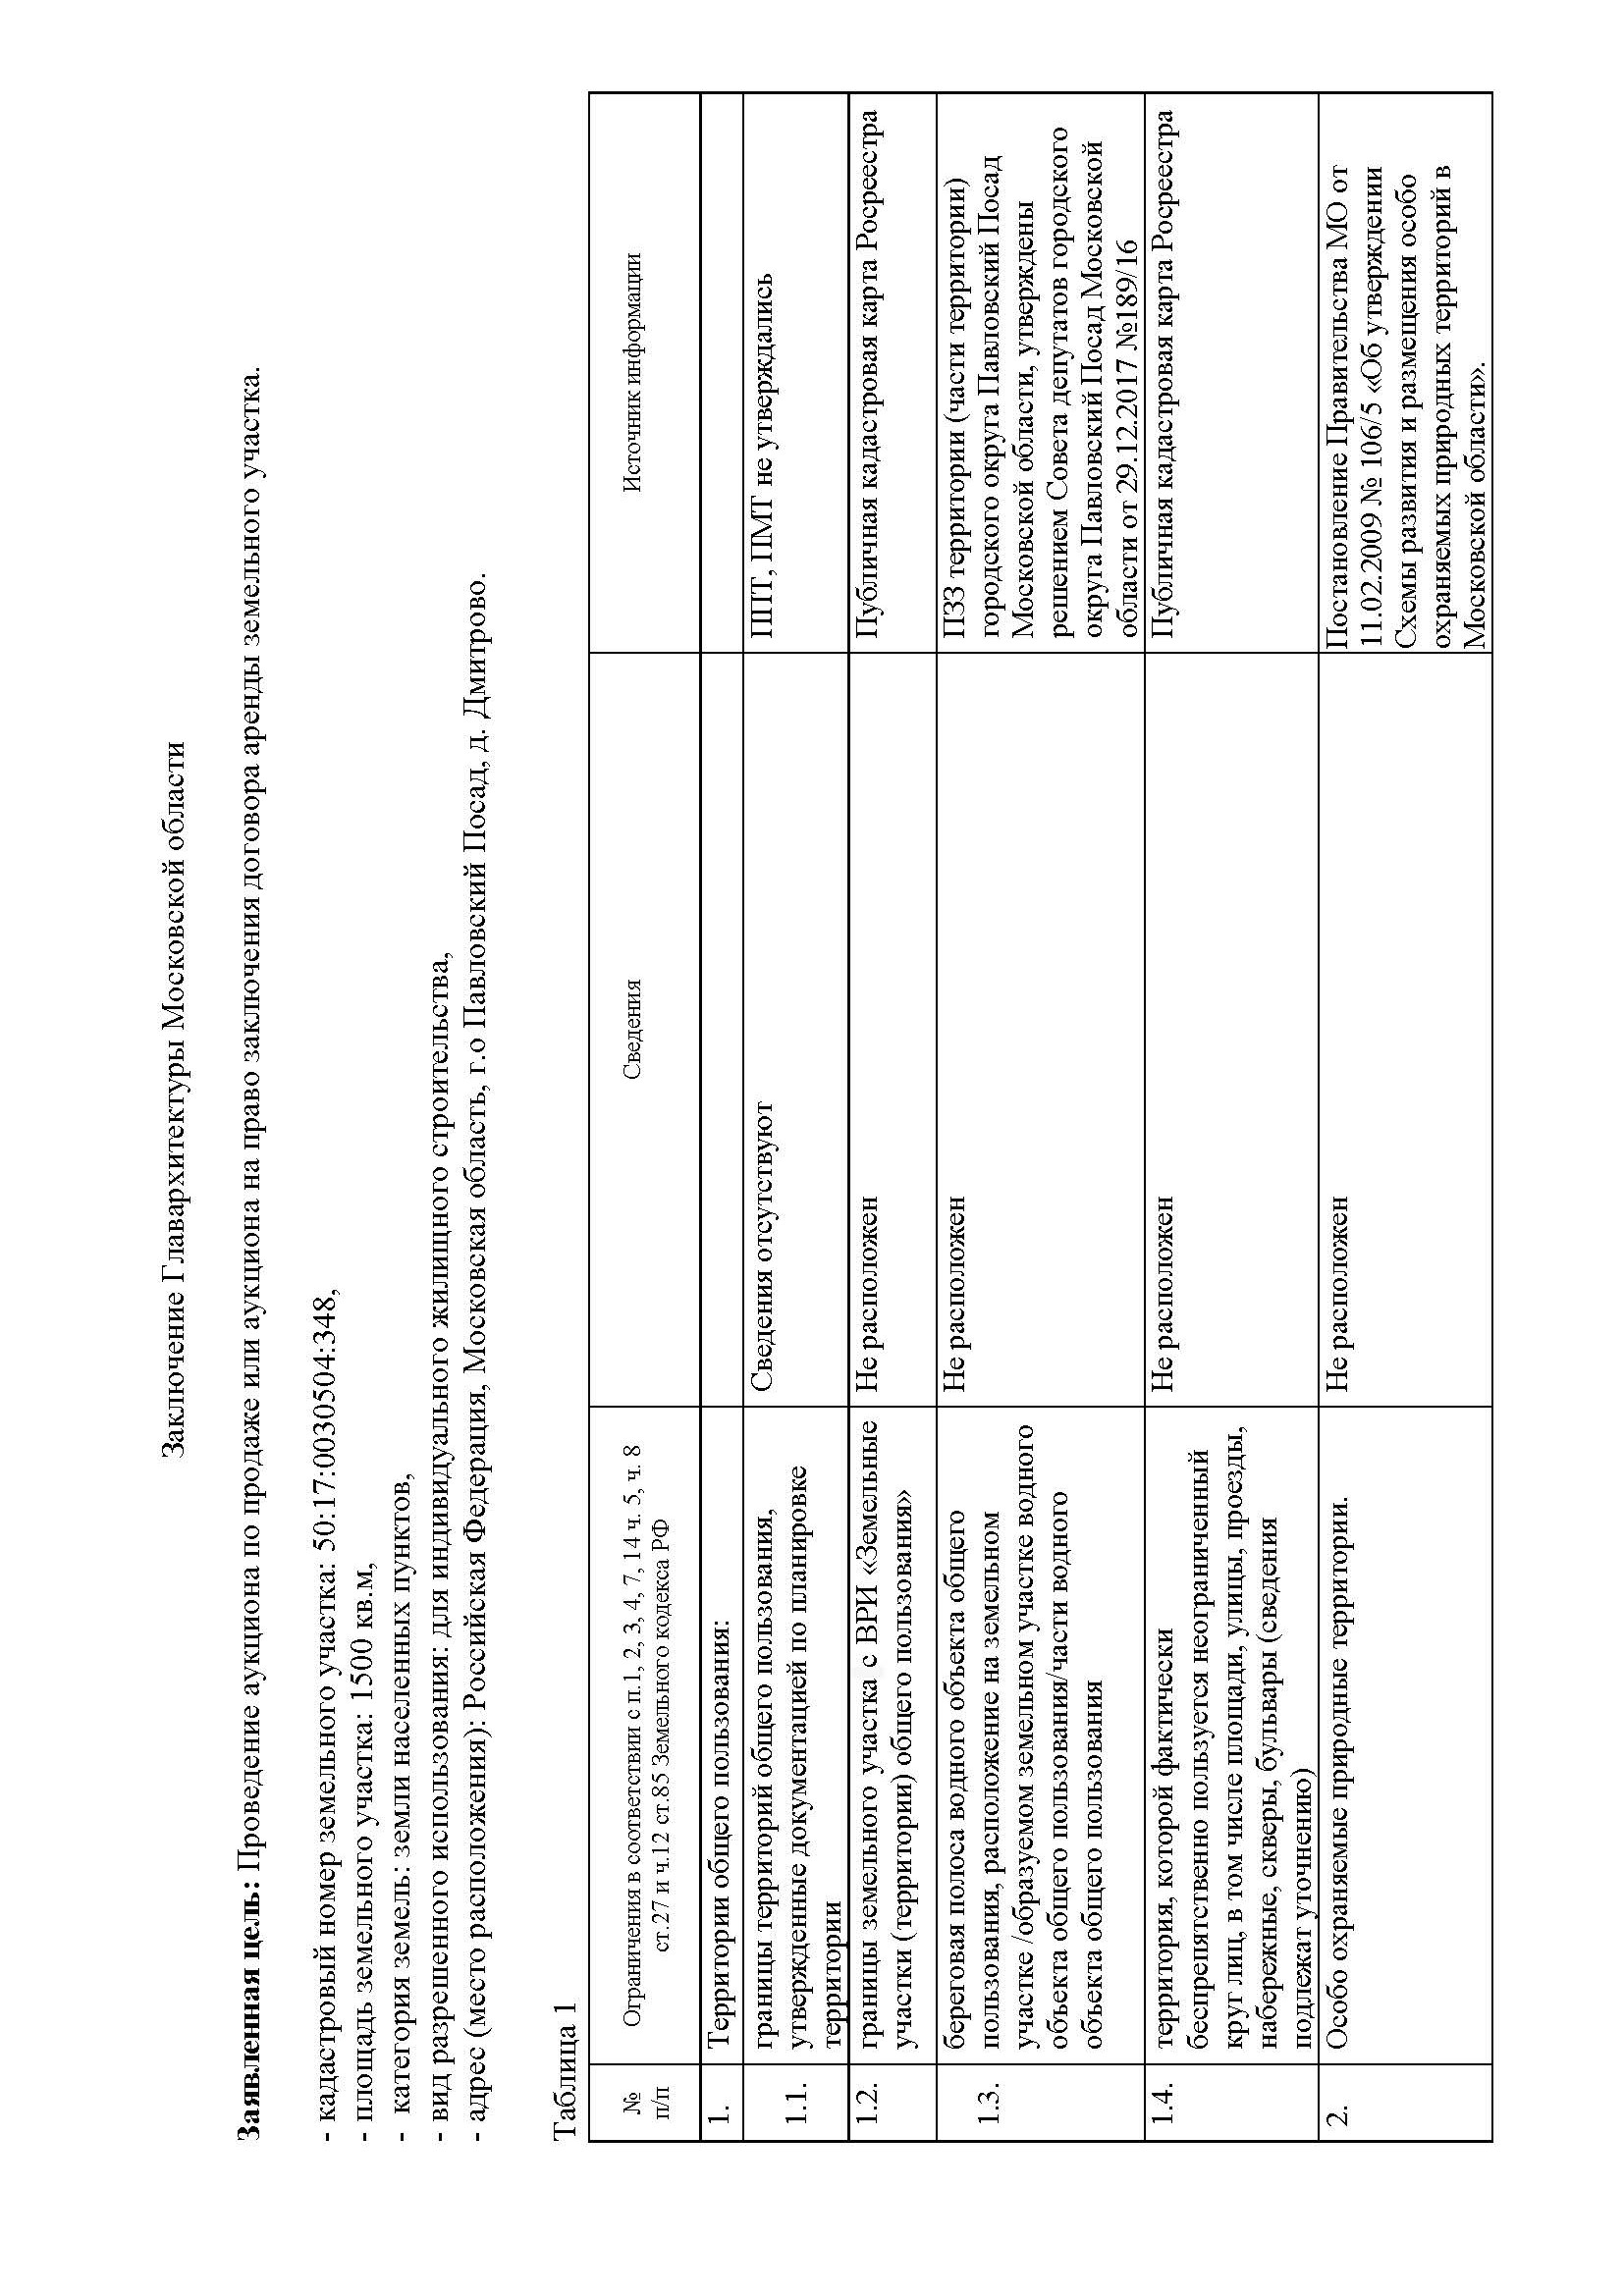 Заключение Главархитектуры Московской области
Заявленная цель: Проведение аукциона по продаже или аукциона на право заключения договора аренды земельного участка.
- кадастровый номер земельного участка: 50:17:0030504:348,
- площадь земельного участка: 1500 кв.м,
- категория земель: земли населенных пунктов,
- вид разрешенного использования: для индивидуального жилищного строительства,
- адрес (место расположения): Российская Федерация, Московская область, г.о Павловский Посад, д. Дмитрово.
Таблица 1
№
п/п
Ограничения в соответствии с п.1, 2, 3, 4, 7, 14 ч. 5, ч. 8
ст.27 и ч.12 ст.85 Земельного кодекса РФ
Сведения
Источник информации
1.
Территории общего пользования:
1.1.
границы территорий общего пользования,
утвержденные документацией по планировке
территории
Сведения отсутствуют
ППТ, ПМТ не утверждались
1.2.
границы земельного участка с ВРИ «Земельные
участки (территории) общего пользования»
Не расположен
Публичная кадастровая карта Росреестра
1.3.
береговая полоса водного объекта общего
пользования, расположение на земельном
участке /образуемом земельном участке водного
объекта общего пользования/части водного
объекта общего пользования
Не расположен
ПЗЗ территории (части территории)
городского округа Павловский Посад
Московской области, утверждены
решением Совета депутатов городского
округа Павловский Посад Московской
области от 29.12.2017 №189/16
1.4.
территория, которой фактически
беспрепятственно пользуется неограниченный
круг лиц, в том числе площади, улицы, проезды,
набережные, скверы, бульвары (сведения
подлежат уточнению)
Не расположен
Публичная кадастровая карта Росреестра
2.
Особо охраняемые природные территории.
Не расположен
Постановление Правительства МО от
11.02.2009 № 106/5 «Об утверждении
Схемы развития и размещения особо
охраняемых природных территорий в
Московской области».